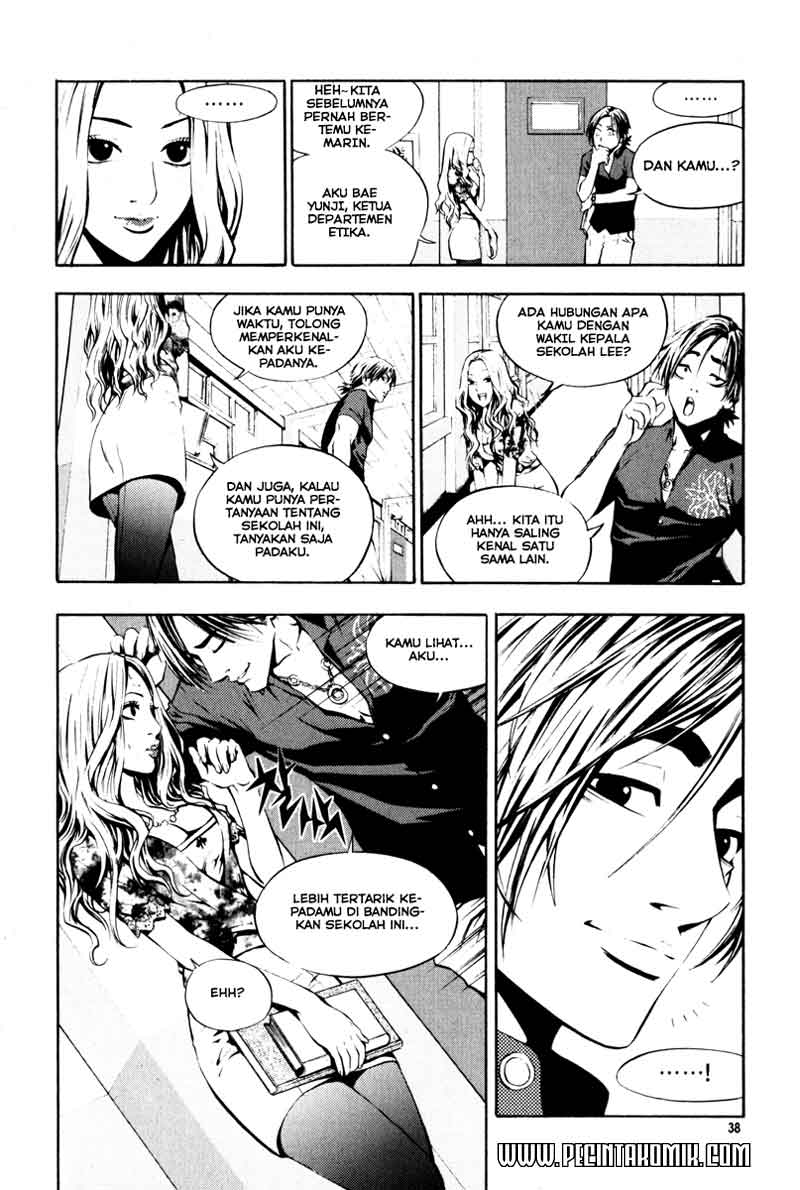 ……
DAN KAMU…?
HEH~KITA
SEBELUMNYA
PERNAH BER-
TEMU KE-
MARIN.
AKU BAE
YUNJI, KETUA
DEPARTEMEN
ETIKA.
……
ADA HUBUNGAN APA
KAMU DENGAN
WAKIL KEPALA
SEKOLAH LEE?
AHH... KITA ITU
HANYA SALING
KENAL SATU
SAMA LAIN.
JIKA KAMU PUNYA
WAKTU, TOLONG
MEMPERKENAL-
KAN AKU KE-
PADANYA.
DAN JUGA, KALAU
KAMU PUNYA PER-
TANYAAN TENTANG
SEKOLAH INI,
TANYAKAN SAJA
PADAKU.
……!
KAMU LIHAT...
AKU...
LEBIH TERTARIK KE-
PADAMU DI BANDING-
KAN SEKOLAH INI...
EHH?
38
WWW.PECINTAKOMIK.COM